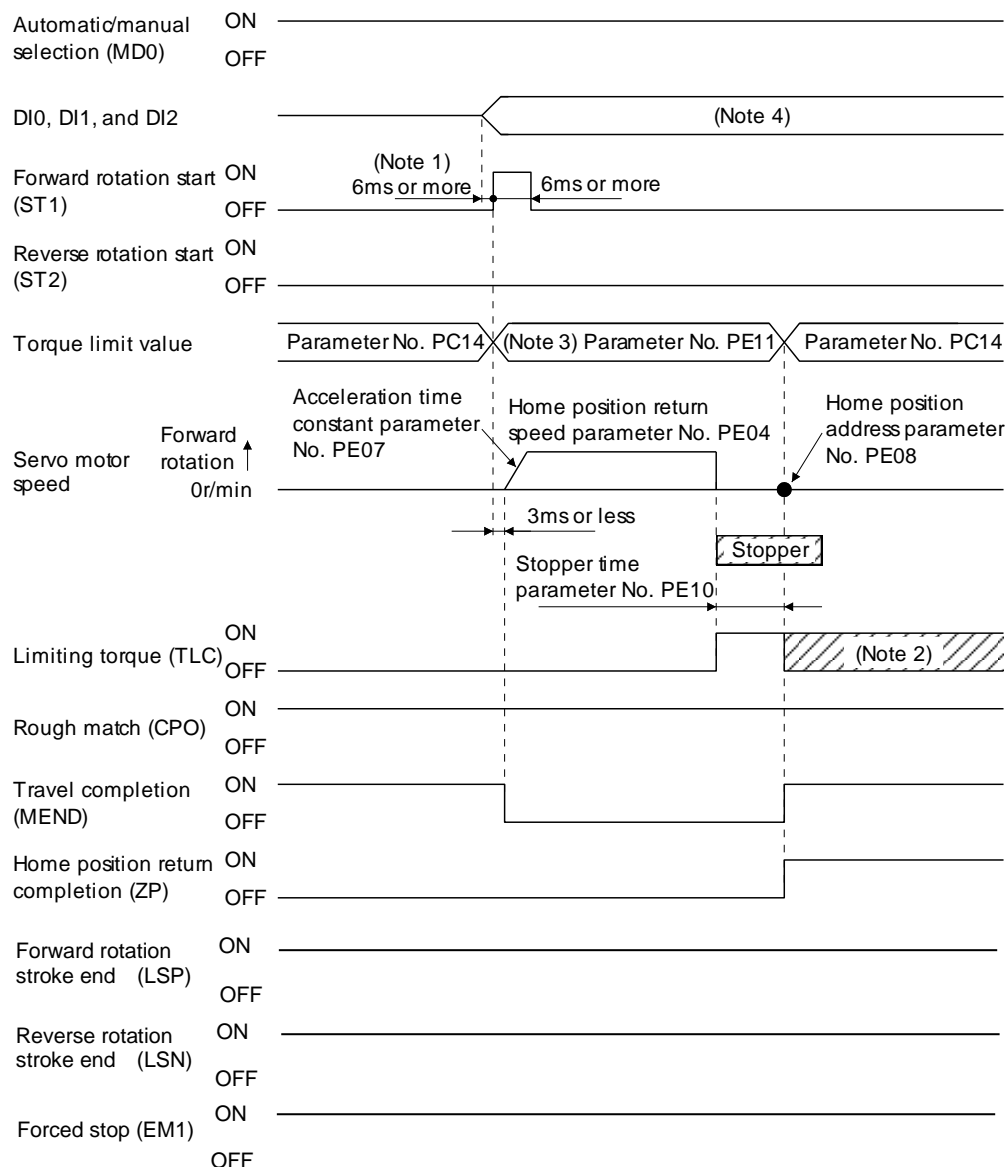 Automatic/manual
selection (MD0)
ON
OFF
DI0, DI1, and DI2
(Note 4)
Forward rotation start
(ST1)
ON
OFF
(Note 1)
6ms or more
6ms or more
Reverse rotation start
(ST2)
ON
OFF
Torque limit value
Parameter No. PC14
(Note 3) Parameter No. PE11
Parameter No. PC14
Servo motor
speed
Forward
rotation
0r/min
Acceleration time
constant parameter
No. PE07
Home position return
speed parameter No. PE04
Home position
address parameter
No. PE08
3ms or less
Stopper
Stopper time
parameter No. PE10
Limiting torque (TLC)
ON
OFF
(Note 2)
Rough match (CPO)
ON
OFF
Travel completion
(MEND)
ON
OFF
Home position return
completion (ZP)
ON
OFF
Forward rotation
stroke end (LSP)
ON
OFF
Reverse rotation
stroke end (LSN)
ON
OFF
Forced stop (EM1)
ON
OFF